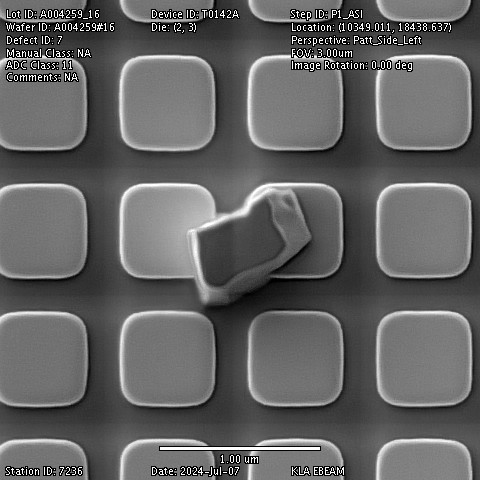 Lot ID: A004259_16
Wafer ID: A004259#16
Defect ID: 7
Manual Class: NA
ADC Class: 11
Comments: NA
Device ID: T0142A
Die: (2, 3)
Step ID: P1_ASI
Location: (10349.011, 18438.637)
Perspective: Patt_Side_Left
FOV: 3.00um
Image Rotation: 0.00 deg
1.00 um
Station ID: 7236
Date: 2024-Jul-07
KLA EBEAM